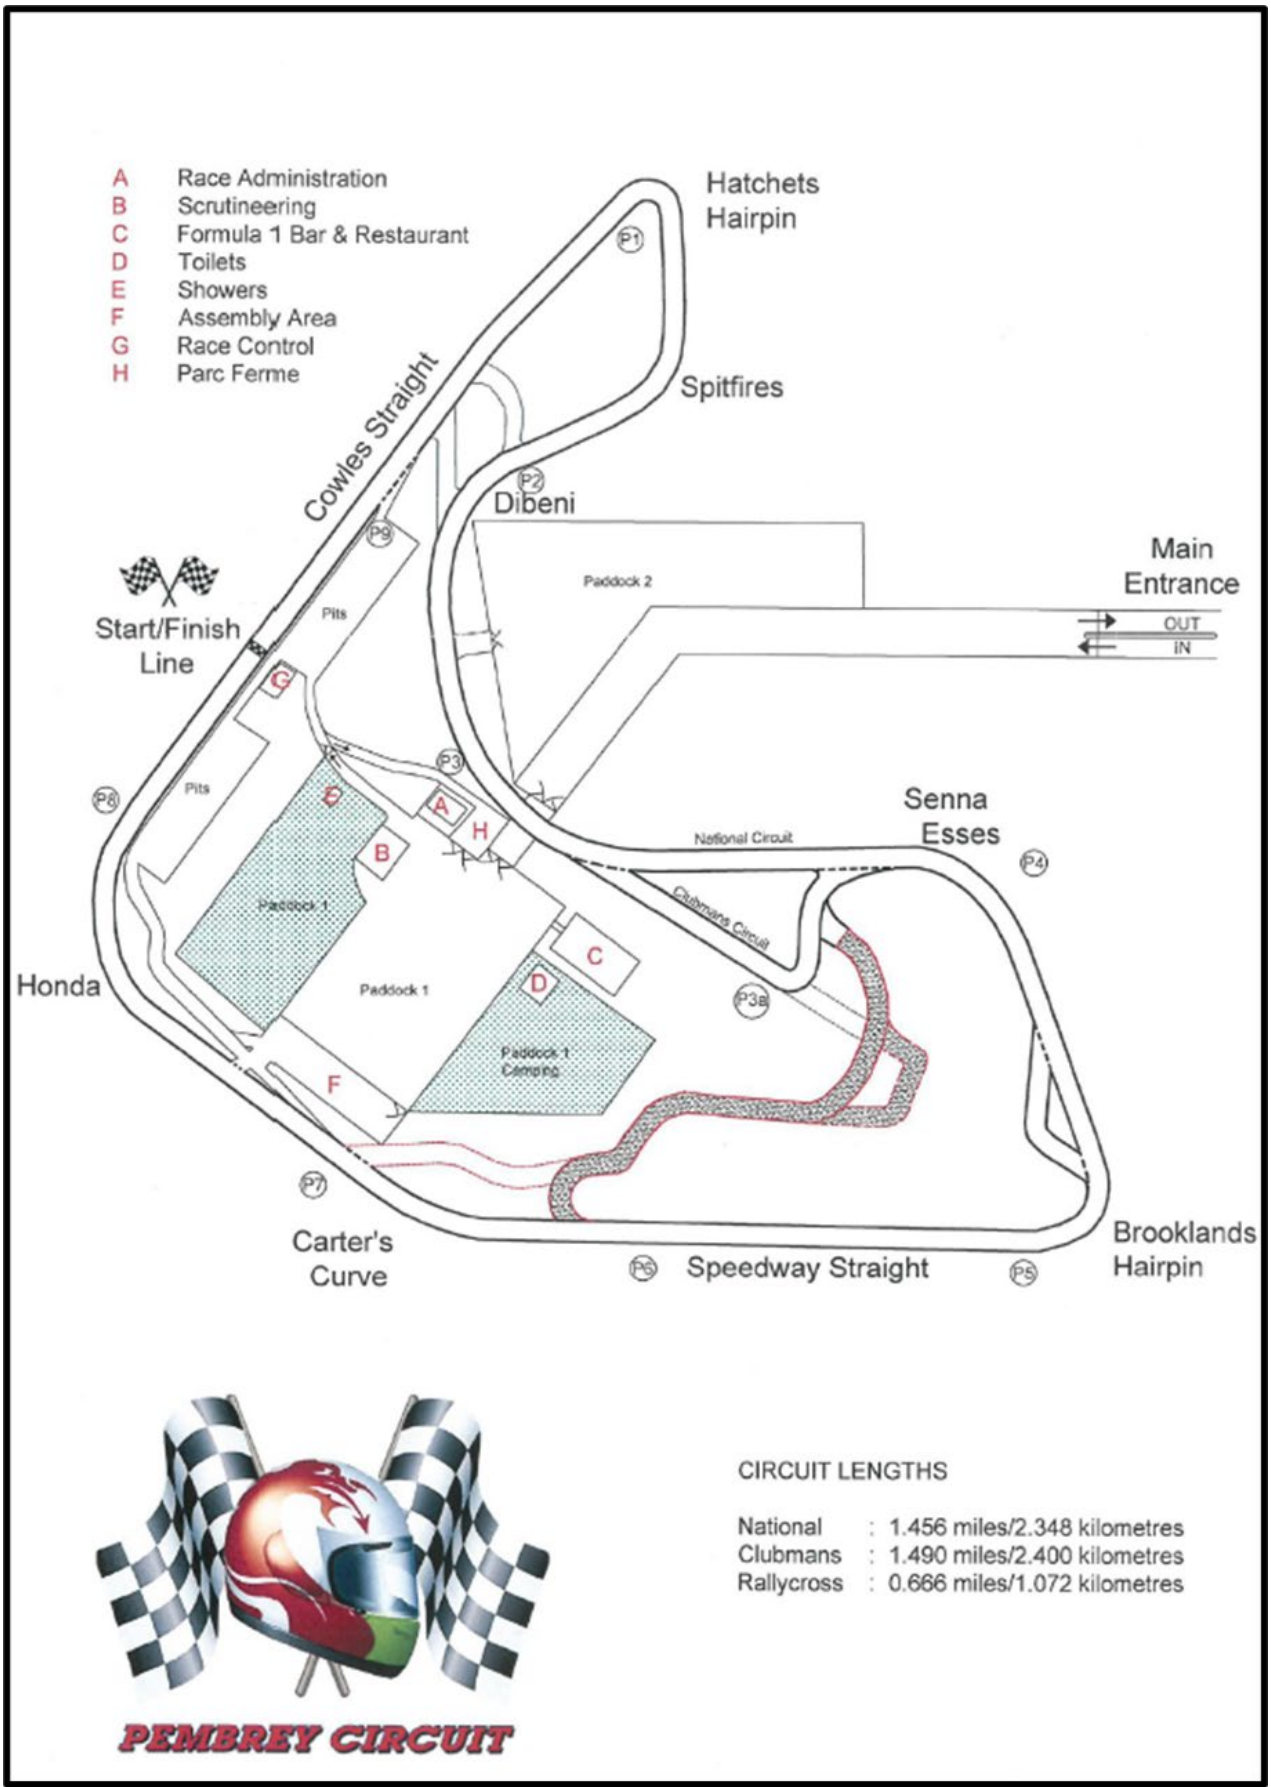 A Race Administration
B Scrutineering
C Formula 1 Bar & Restaurant
D Toilets
E Showers
F Assembly Area
G Race Control
H Parc Ferme
Hatchets
Hairpin
P1
Spitfires
Cowles Straight
P2
Dibeni
P9
Main
Entrance
OUT
IN
Paddock 2
Start/Finish
Line
Pits
G
P3
P8
Pits
E
A
H
B
National Circuit
Senna
Esses
P4
Clubmans Circuit
Paddock 1
C
D
P3a
Honda
Paddock 1
Paddock 1
Camping
F
P7
Carter's
Curve
P6
Speedway Straight
P5
Brooklands
Hairpin
CIRCUIT LENGTHS
National : 1.456 miles/2.348 kilometres
Clubmans : 1.490 miles/2.400 kilometres
Rallycross : 0.666 miles/1.072 kilometres
PEMBREY CIRCUIT